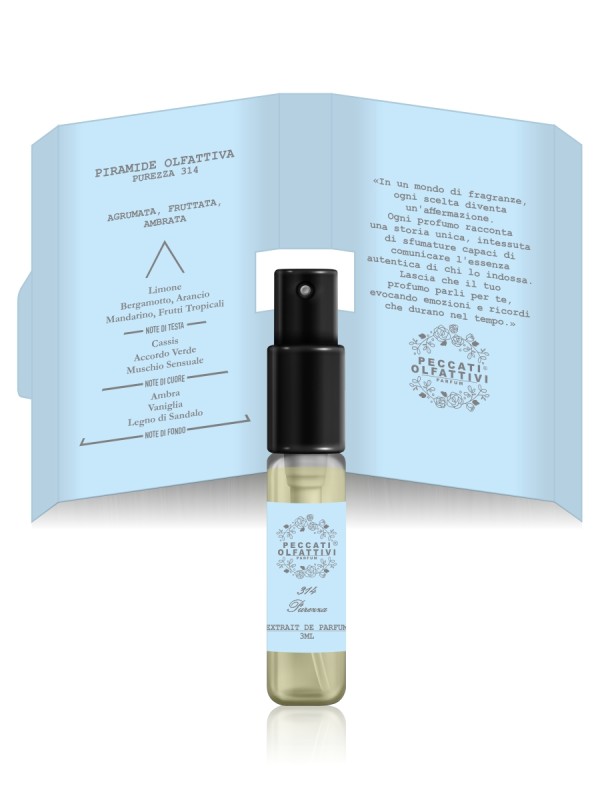 PIRAMIDE OLFATTIVA
PUREZZA 314
AGRUMATA, FRUTTATA,
AMBRATA
Limone
Bergamotto, Arancio
Mandarino, Frutti Tropicali
NOTE DI TESTA
Cassis
Accordo Verde
Muschio Sensuale
NOTE DI CUORE
Ambra
Vaniglia
Legno di Sandalo
NOTE DI FONDO
«In un mondo di fragranze,
ogni scelta diventa
un'affermazione.
Ogni profumo racconta
una storia unica, intessuta
di sfumature capaci di
comunicare l'essenza
autentica di chi lo indossa.
Lascia che il tuo
profumo parli per te,
evocando emozioni e ricordi
che durano nel tempo.»
PECCATI
OLFATTIVI
PARFUM
PECCATI
OLFATTIVI
PARFUM
314
Purezza
EXTRAIT DE PARFUM
3ML